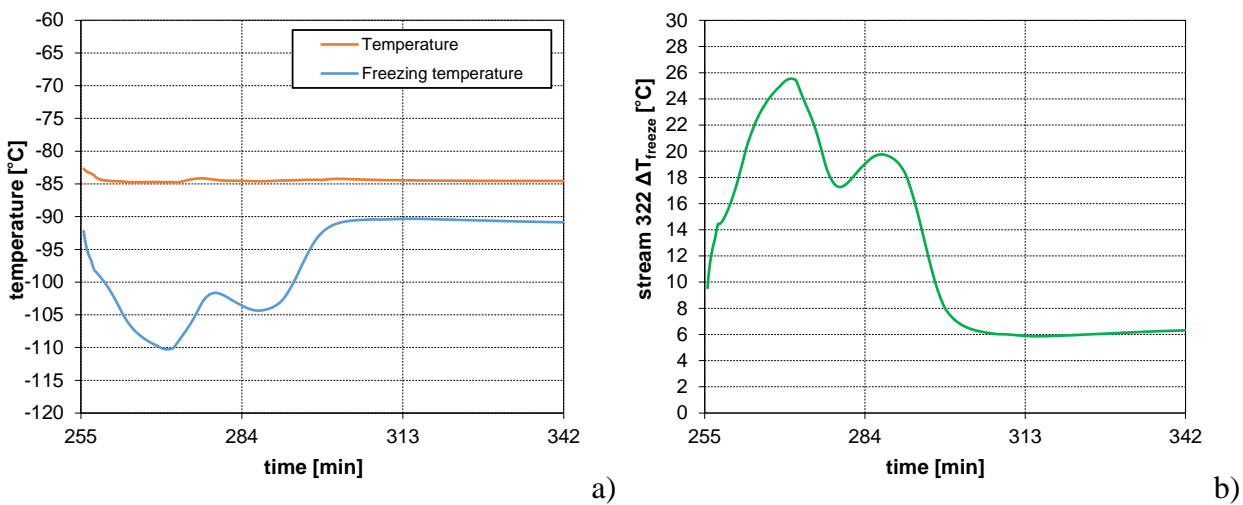 -60
-65
-70
-75
-80
-85
-90
-95
-100
-105
-110
-115
-120
temperature [°C]
Temperature
Freezing temperature
255 284 313 342
time [min]
a)
30
28
26
24
22
20
18
16
14
12
10
8
6
4
2
0
stream 322 ΔTfreeze [°C]
255 284 313 342
time [min]
b)